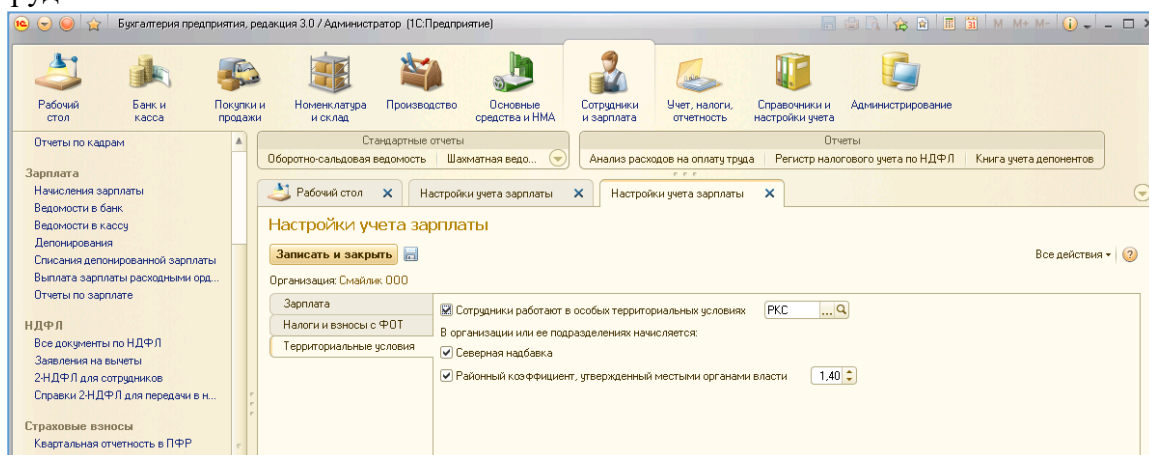 руд
Бухгалтерия предприятия, редакция 3.0 / Администратор (1С:Предприятие)
M M+ M-
Рабочий стол
Банк и касса
Покупки и продажи
Номенклатура и склад
Производство
Основные средства и НМА
Сотрудники и зарплата
Учет, налоги, отчетность
Справочники и настройки учета
Администрирование
Отчеты по кадрам
Зарплата
Начисления зарплаты
Ведомости в банк
Ведомости в кассу
Депонирования
Списания депонированной зарплаты
Выплата зарплаты расходными орд...
Отчеты по зарплате
НДФЛ
Все документы по НДФЛ
Заявления на вычеты
2-НДФЛ для сотрудников
Справки 2-НДФЛ для передачи в н...
Страховые взносы
Квартальная отчетность в ПФР
Стандартные отчеты
Оборотно-сальдовая ведомость Шахматная ведо...
Отчеты
Анализ расходов на оплату труда Регистр налогового учета по НДФЛ Книга учета депонентов
Рабочий стол Настройки учета зарплаты Настройки учета зарплаты
Настройки учета зарплаты
Записать и закрыть Все действия
Организация: Смайлик ООО
Зарплата
Налоги и взносы с ФОТ
Территориальные условия
Сотрудники работают в особых территориальных условиях РКС ...
В организации или ее подразделениях начисляется:
Северная надбавка
Районный коэффициент, утвержденный местыми органами власти 1,40